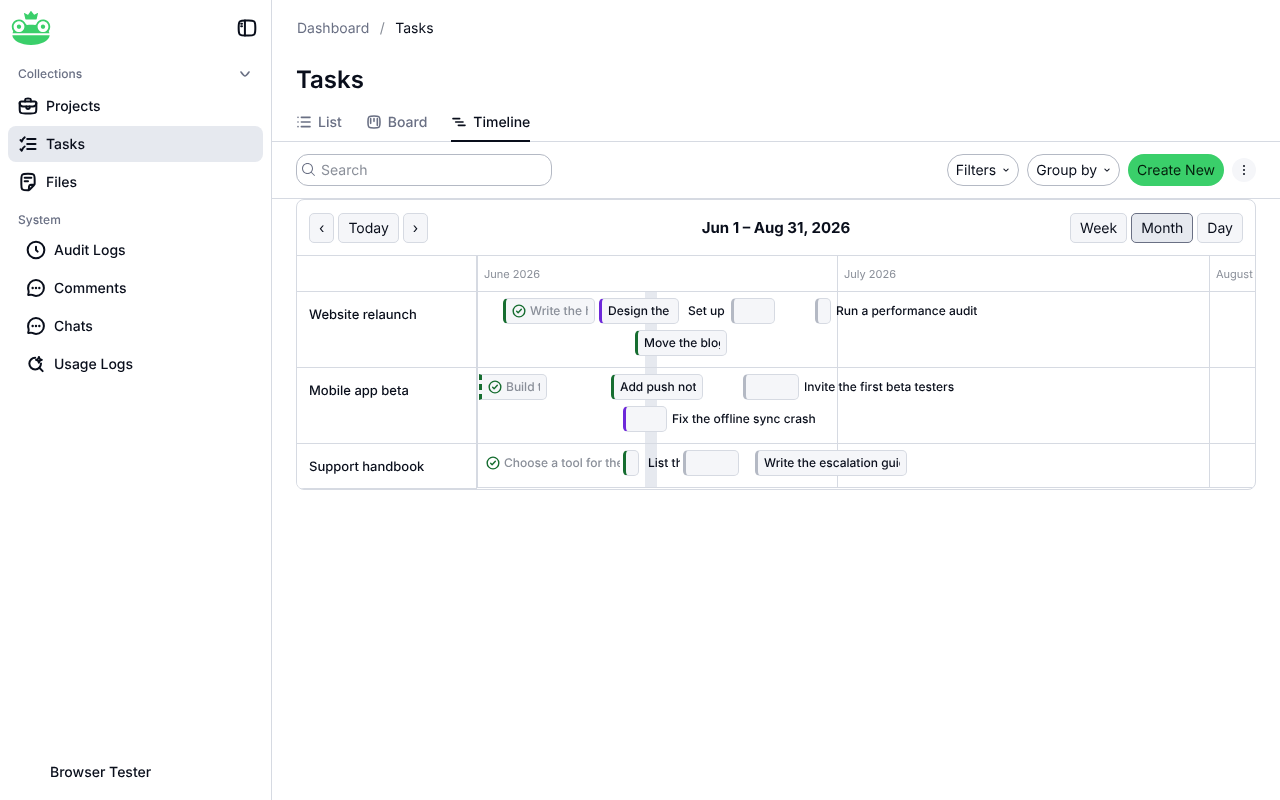 Dashboard / Tasks
Collections
Projects
Tasks
Files
System
Audit Logs
Comments
Chats
Usage Logs
Browser Tester
Tasks
List
Board
Timeline
Search
Filters
Group by
Create New
‹
Today
›
Jun 1 – Aug 31, 2026
Week
Month
Day
June 2026
July 2026
August
Website relaunch
Write the
Design the
Set up
Run a performance audit
Move the blog
Mobile app beta
Build
Add push not
Invite the first beta testers
Fix the offline sync crash
Support handbook
Choose a tool for the
List th
Write the escalation gui